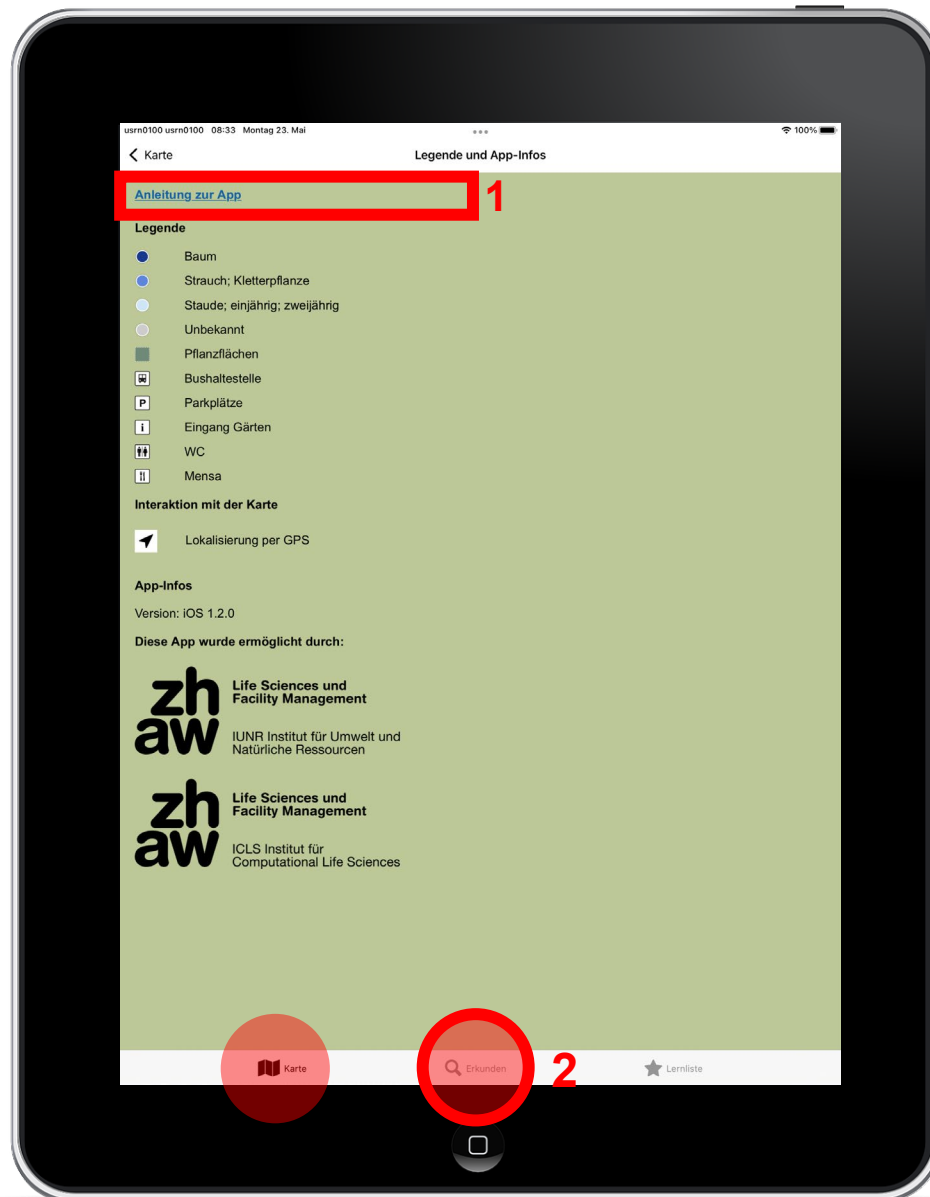 usrn0100 usrn0100 08:33 Montag 23. Mai
100%
Karte
Legende und App-Infos
Anleitung zur App
1
Legende
Baum
Strauch; Kletterpflanze
Staude; einjährig; zweijährig
Unbekannt
Pflanzflächen
Bushaltestelle
P Parkplätze
i Eingang Gärten
WC
Mensa
Interaktion mit der Karte
Lokalisierung per GPS
App-Infos
Version: iOS 1.2.0
Diese App wurde ermöglicht durch:
zh
aw
Life Sciences und
Facility Management
IUNR Institut für Umwelt und
Natürliche Ressourcen
zh
aw
Life Sciences und
Facility Management
ICLS Institut für
Computational Life Sciences
Karte
Erkunden
2
Lernliste